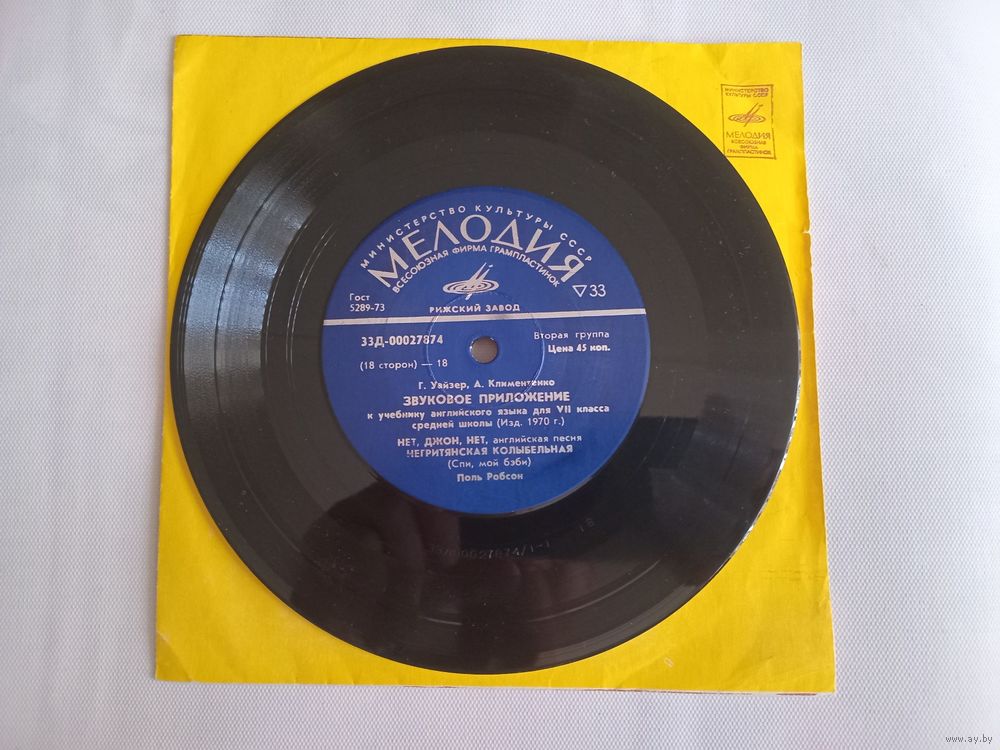 МИНИСТЕРСТВО КУЛЬТУРЫ СССР
МЕЛОДИЯ
ВСЕСОЮЗНАЯ ФИРМА ГРАМПЛАСТИНОК
Гост
5289-73
▽33
РИЖСКИЙ ЗАВОД
33Д-00027874
Вторая группа
Цена 45 коп.
(18 сторон) — 18
Г. Уайзер, А. Климентенко
ЗВУКОВОЕ ПРИЛОЖЕНИЕ
к учебнику английского языка для VII класса
средней школы (Изд. 1970 г.)
НЕТ, ДЖОН, НЕТ, английская песня
НЕГРИТЯНСКАЯ КОЛЫБЕЛЬНАЯ
(Спи, мой бэби)
Поль Робсон
18
МИНИСТЕРСТВО
КУЛЬТУРЫ СССР
МЕЛОДИЯ
ВСЕСОЮЗНАЯ
ФИРМА
ГРАМПЛАСТИНОК
www.ay.by